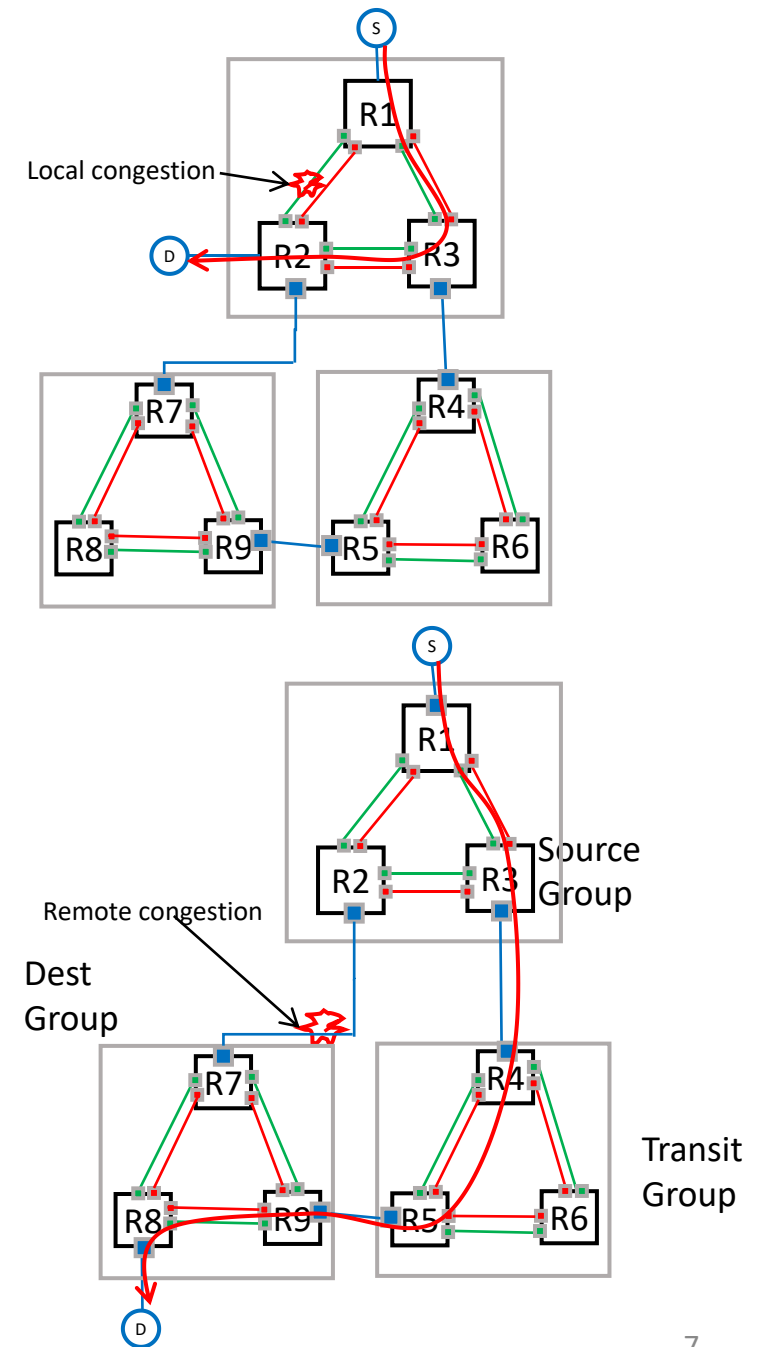 S
R1
Local congestion
D
R2
R3
R7
R4
R8
R9
R5
R6
S
R1
R2
R3
Source
Group
Remote congestion
Dest
Group
R7
R4
Transit
Group
R8
R9
R5
R6
D
7